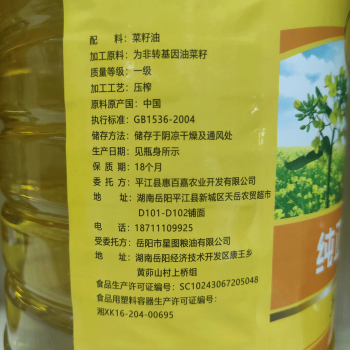 配　　料：菜籽油
加工原料：为非转基因油菜籽
质量等级：一级
加工工艺：压榨
原料原产国：中国
执行标准：GB1536-2004
储存方法：储存于阴凉干燥及通风处
生产日期：见瓶身所示
保 质 期：18个月
委 托 方：平江县惠百嘉农业开发有限公司
地　　址：湖南岳阳平江县新城区天岳农贸超市
D101-D102铺面
电　　话：18711109925
受委托方：岳阳市星图粮油有限公司
地　　址：湖南岳阳经济技术开发区康王乡
黄茆山村上桥组
食品生产许可证编号：SC10243067205048
食品用塑料容器生产许可证编号：
湘XK16-204-00695
纯